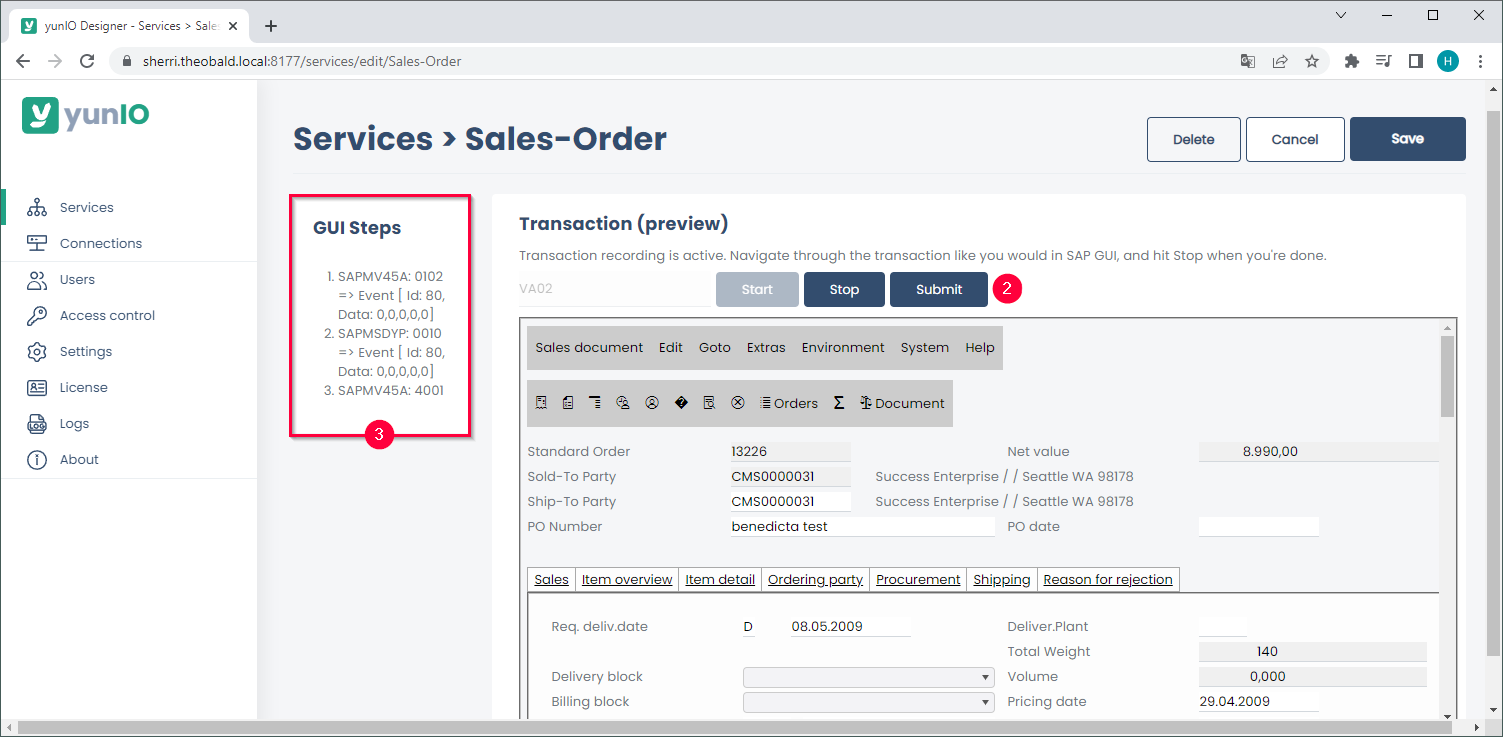 yunIO Designer - Services > Sale
sherri.theobald.local:8177/services/edit/Sales-Order
H
yunIO
Services > Sales-Order
Delete
Cancel
Save
Services
Connections
Users
Access control
Settings
License
Logs
About
GUI Steps
1. SAPMV45A: 0102
=> Event [ Id: 80,
Data: 0,0,0,0,0]
2. SAPMSDYP: 0010
=> Event [ Id: 80,
Data: 0,0,0,0,0]
3. SAPMV45A: 4001
3
Transaction (preview)
Transaction recording is active. Navigate through the transaction like you would in SAP GUI, and hit Stop when you're done.
VA02 Start Stop Submit 2
Sales document Edit Goto Extras Environment System Help
Orders Σ Document
Standard Order 13226 Net value 8.990,00
Sold-To Party CMS0000031 Success Enterprise / / Seattle WA 98178
Ship-To Party CMS0000031 Success Enterprise / / Seattle WA 98178
PO Number benedicta test PO date
Sales Item overview Item detail Ordering party Procurement Shipping Reason for rejection
Req. deliv.date D 08.05.2009 Deliver.Plant
Total Weight 140
Delivery block Volume 0,000
Billing block Pricing date 29.04.2009